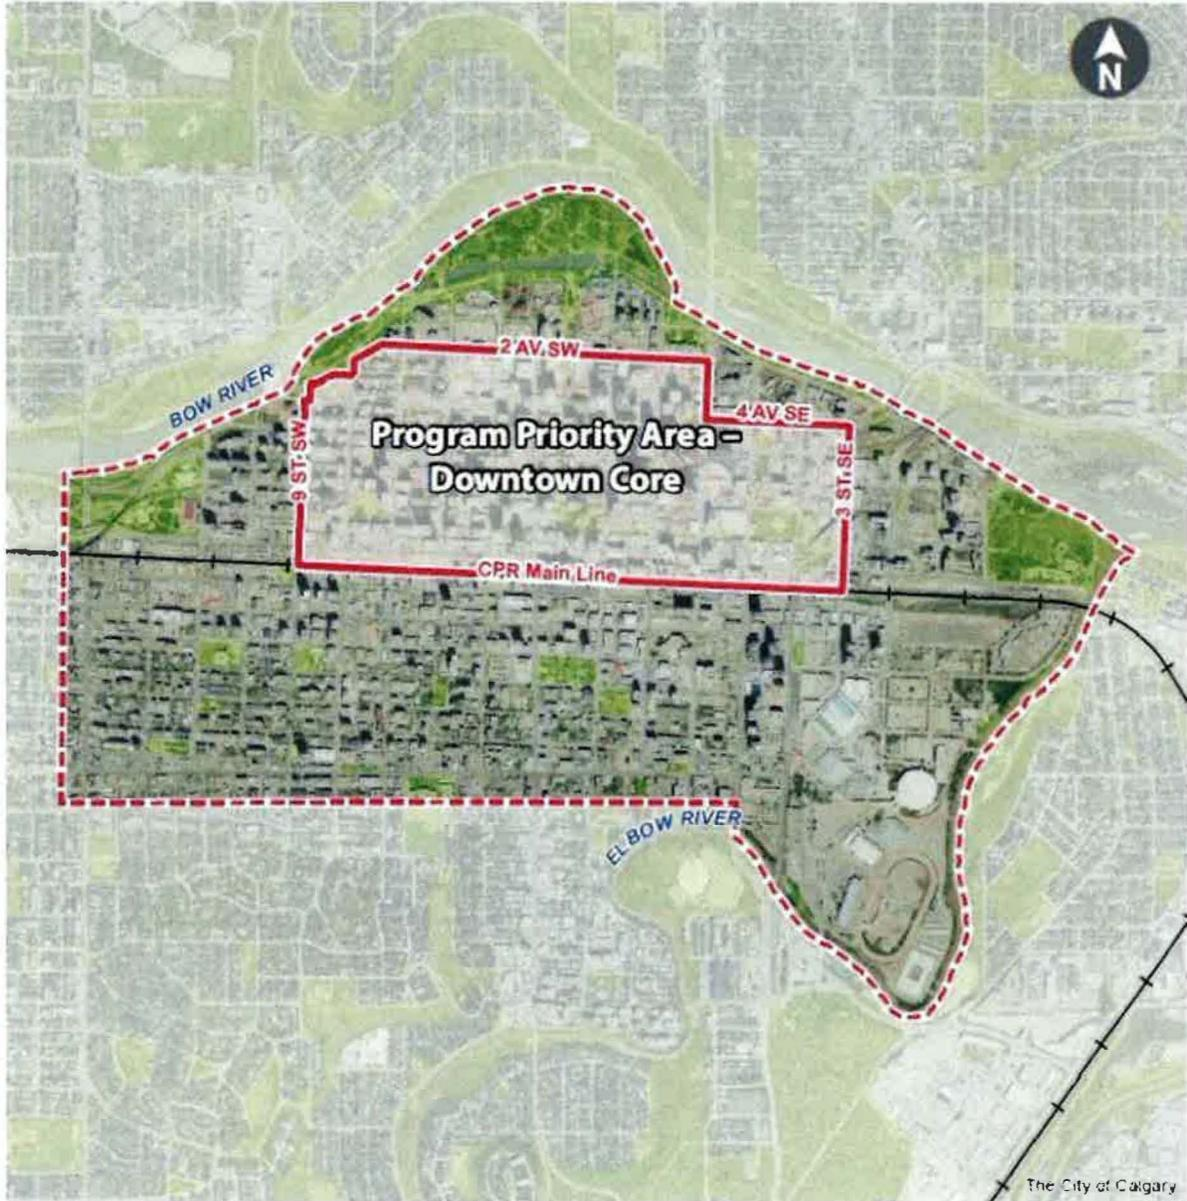 N
BOW RIVER
2 AV SW
4 AV SE
Program Priority Area –
Downtown Core
9 ST SW
3 ST SE
CPR Main Line
ELBOW RIVER
The City of Calgary